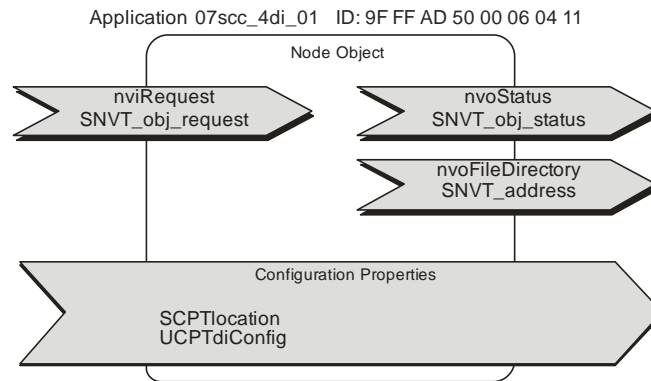 Application 07scc_4di_01 ID: 9F FF AD 50 00 06 04 11
Node Object
nviRequest
SNVT_obj_request
nvoStatus
SNVT_obj_status
nvoFileDirectory
SNVT_address
Configuration Properties
SCPTlocation
UCPTdiConfig